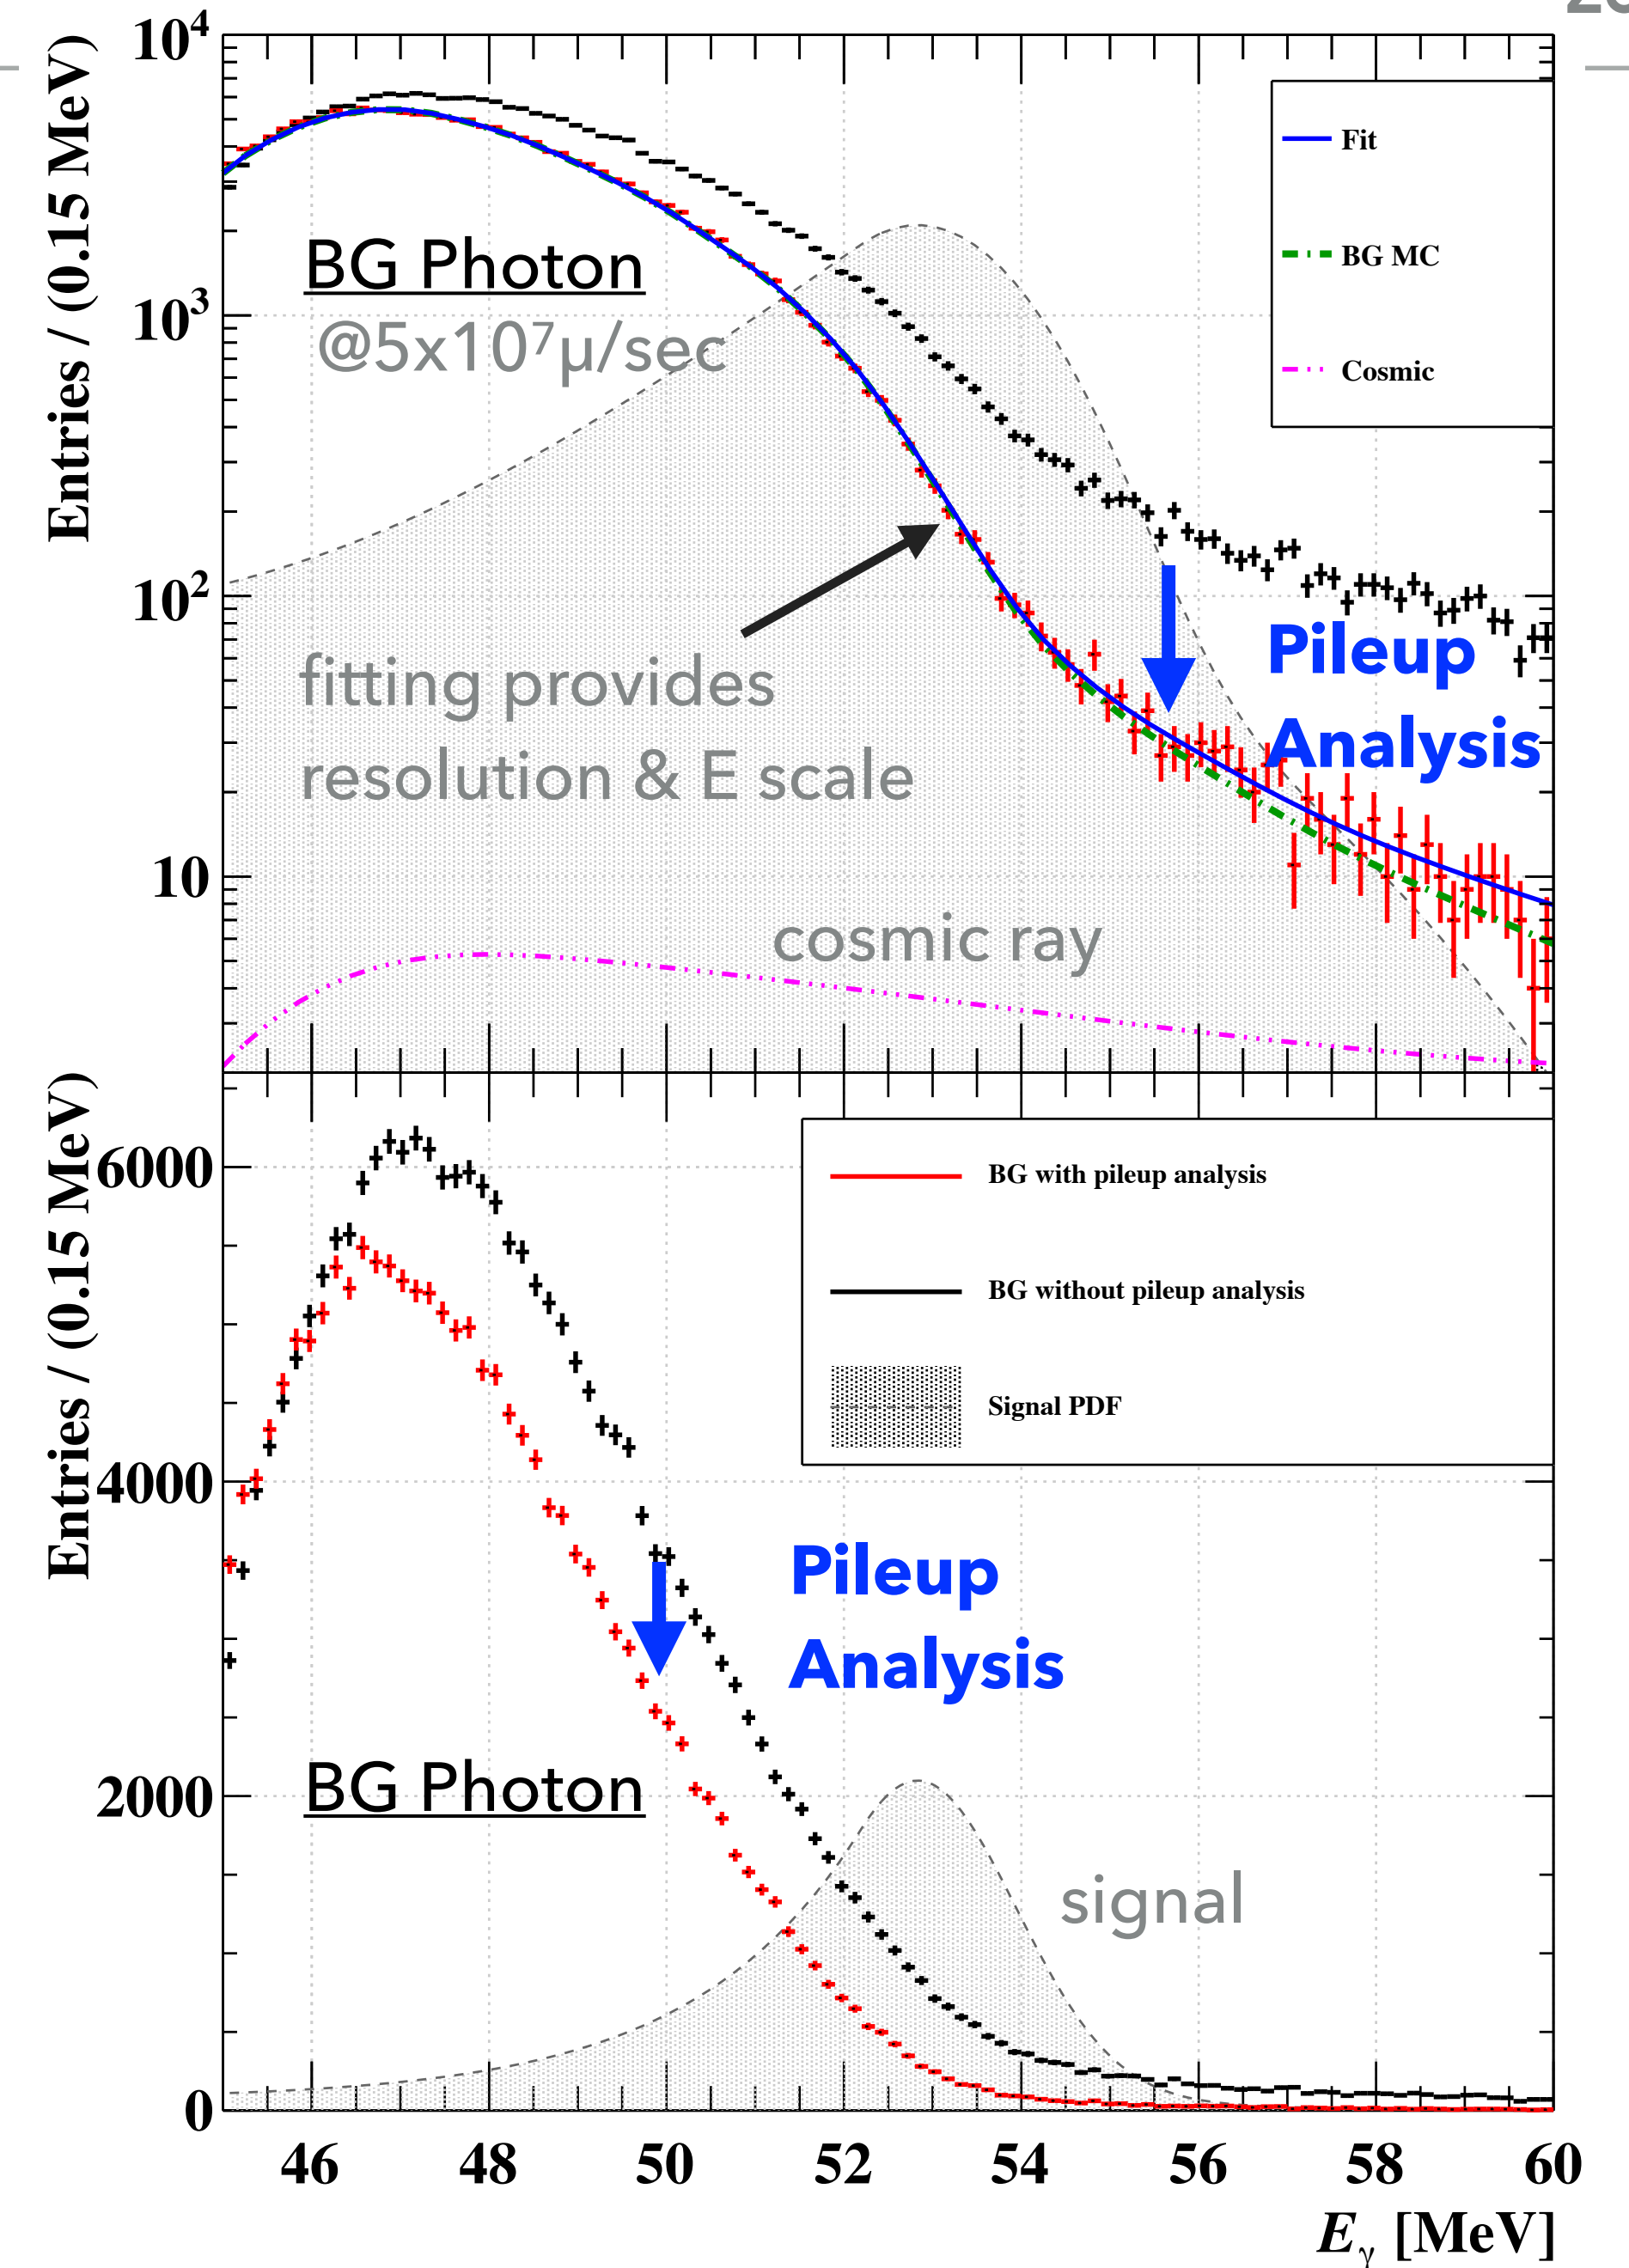 10⁴
Entries / (0.15 MeV)
Fit
BG MC
Cosmic
BG Photon
@5x10⁷µ/sec
10³
10²
Pileup
Analysis
fitting provides
resolution & E scale
10
cosmic ray
Entries / (0.15 MeV)
6000
BG with pileup analysis
BG without pileup analysis
Signal PDF
4000
Pileup
Analysis
BG Photon
2000
signal
0
46 48 50 52 54 56 58 60
Eγ [MeV]